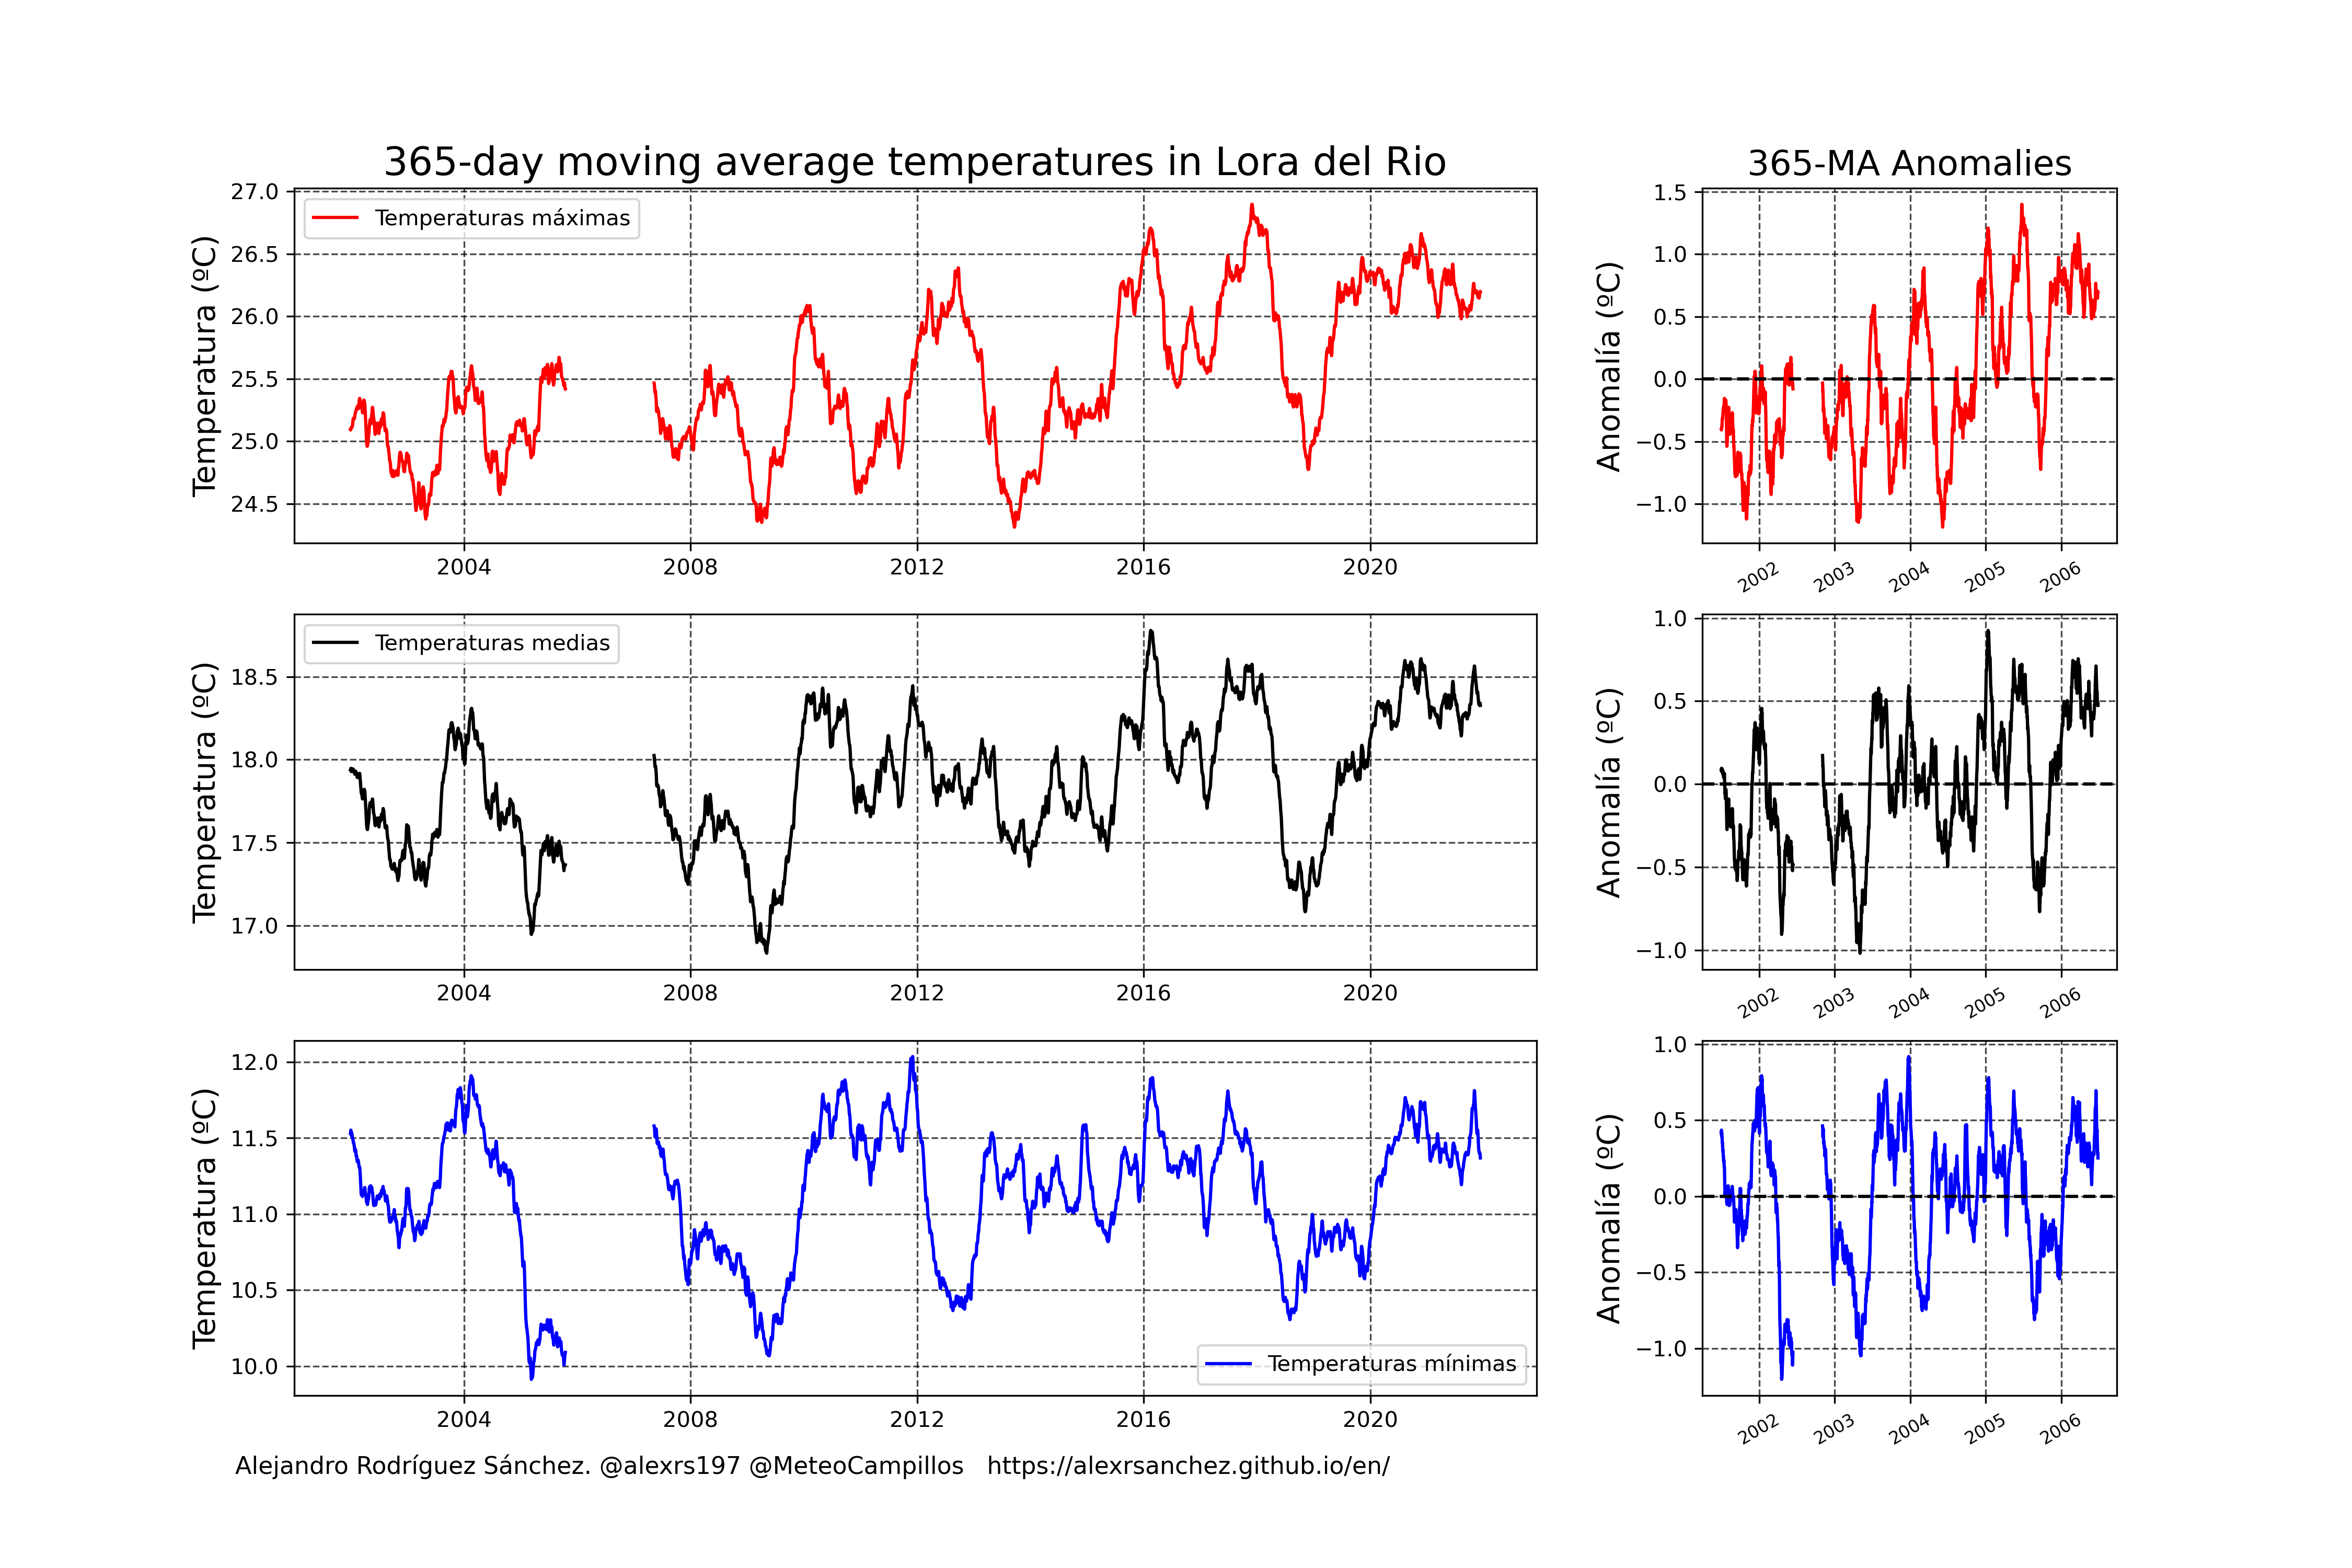 365-day moving average temperatures in Lora del Rio
365-MA Anomalies
Temperatura (ºC)
27.0
26.5
26.0
25.5
25.0
24.5
Temperaturas máximas
2004 2008 2012 2016 2020
Anomalía (ºC)
1.5
1.0
0.5
0.0
−0.5
−1.0
2002 2003 2004 2005 2006
Temperatura (ºC)
18.5
18.0
17.5
17.0
Temperaturas medias
2004 2008 2012 2016 2020
Anomalía (ºC)
1.0
0.5
0.0
−0.5
−1.0
2002 2003 2004 2005 2006
Temperatura (ºC)
12.0
11.5
11.0
10.5
10.0
Temperaturas mínimas
2004 2008 2012 2016 2020
Anomalía (ºC)
1.0
0.5
0.0
−0.5
−1.0
2002 2003 2004 2005 2006
Alejandro Rodríguez Sánchez. @alexrs197 @MeteoCampillos https://alexrsanchez.github.io/en/